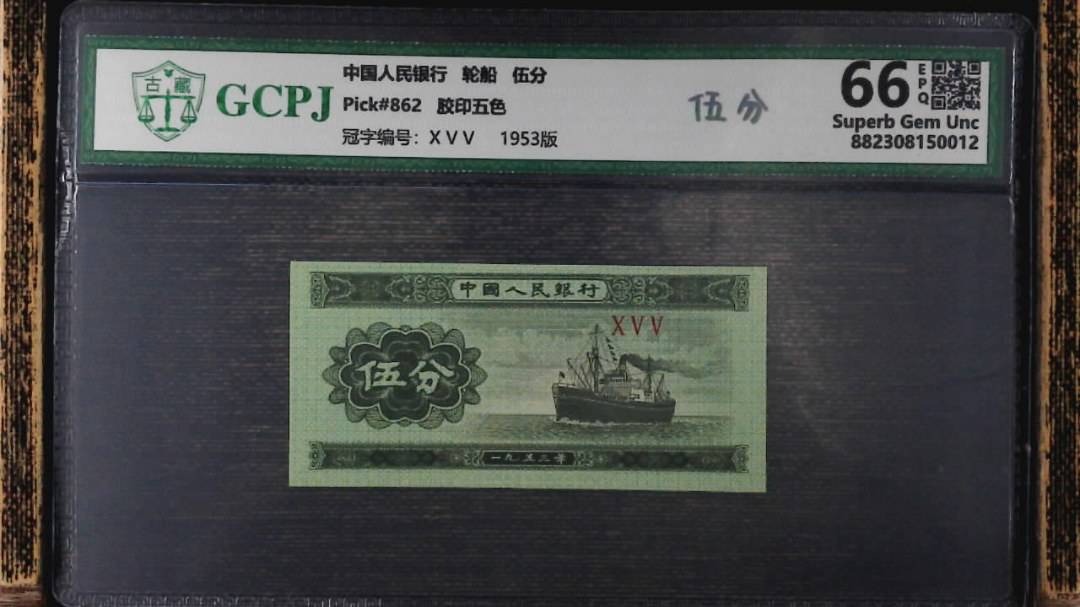 古藏
GCPJ
中国人民银行 轮船 伍分
Pick#862 胶印五色
冠字编号: X V V 1953版
伍分
66 EPQ
Superb Gem Unc
882308150012
中國人民銀行
XVV
伍分
一九五三年